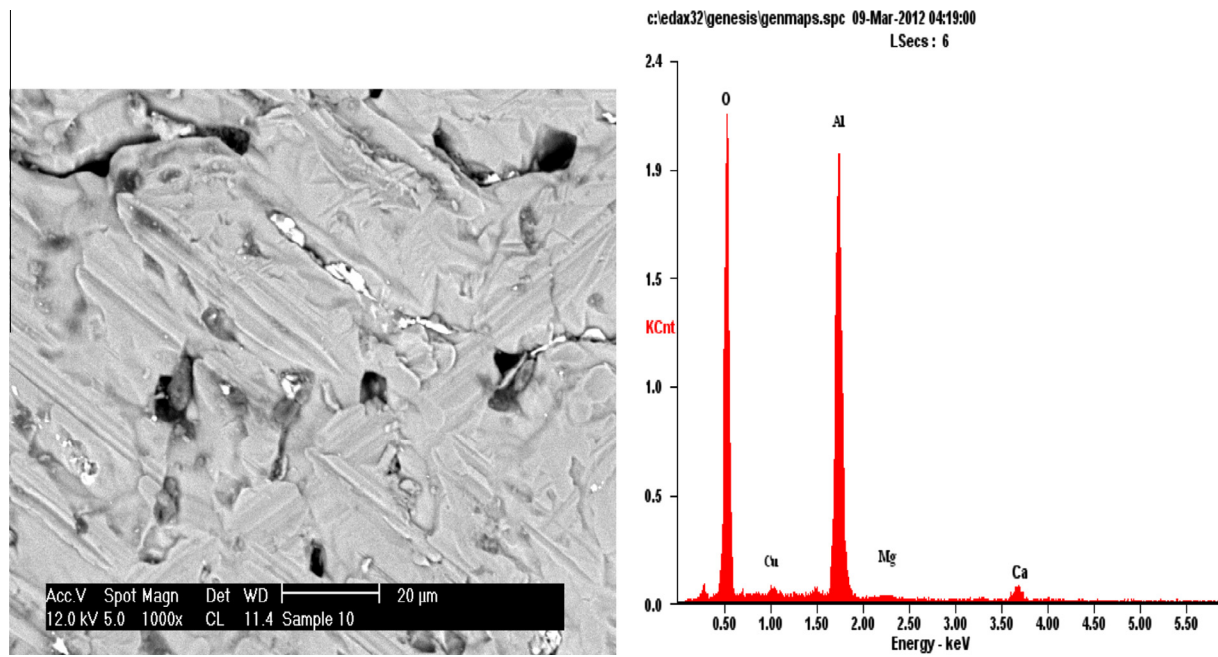 c:\edax32\genesis\genmaps.spc 09-Mar-2012 04:19:00
LSecs : 6
2.4
O
Al
1.9
1.5
KCnt
1.0
0.5
Cu
Mg
Ca
0.0
0.50 1.00 1.50 2.00 2.50 3.00 3.50 4.00 4.50 5.00 5.50
Energy - keV
Acc.V Spot Magn Det WD 20 µm
12.0 kV 5.0 1000x CL 11.4 Sample 10